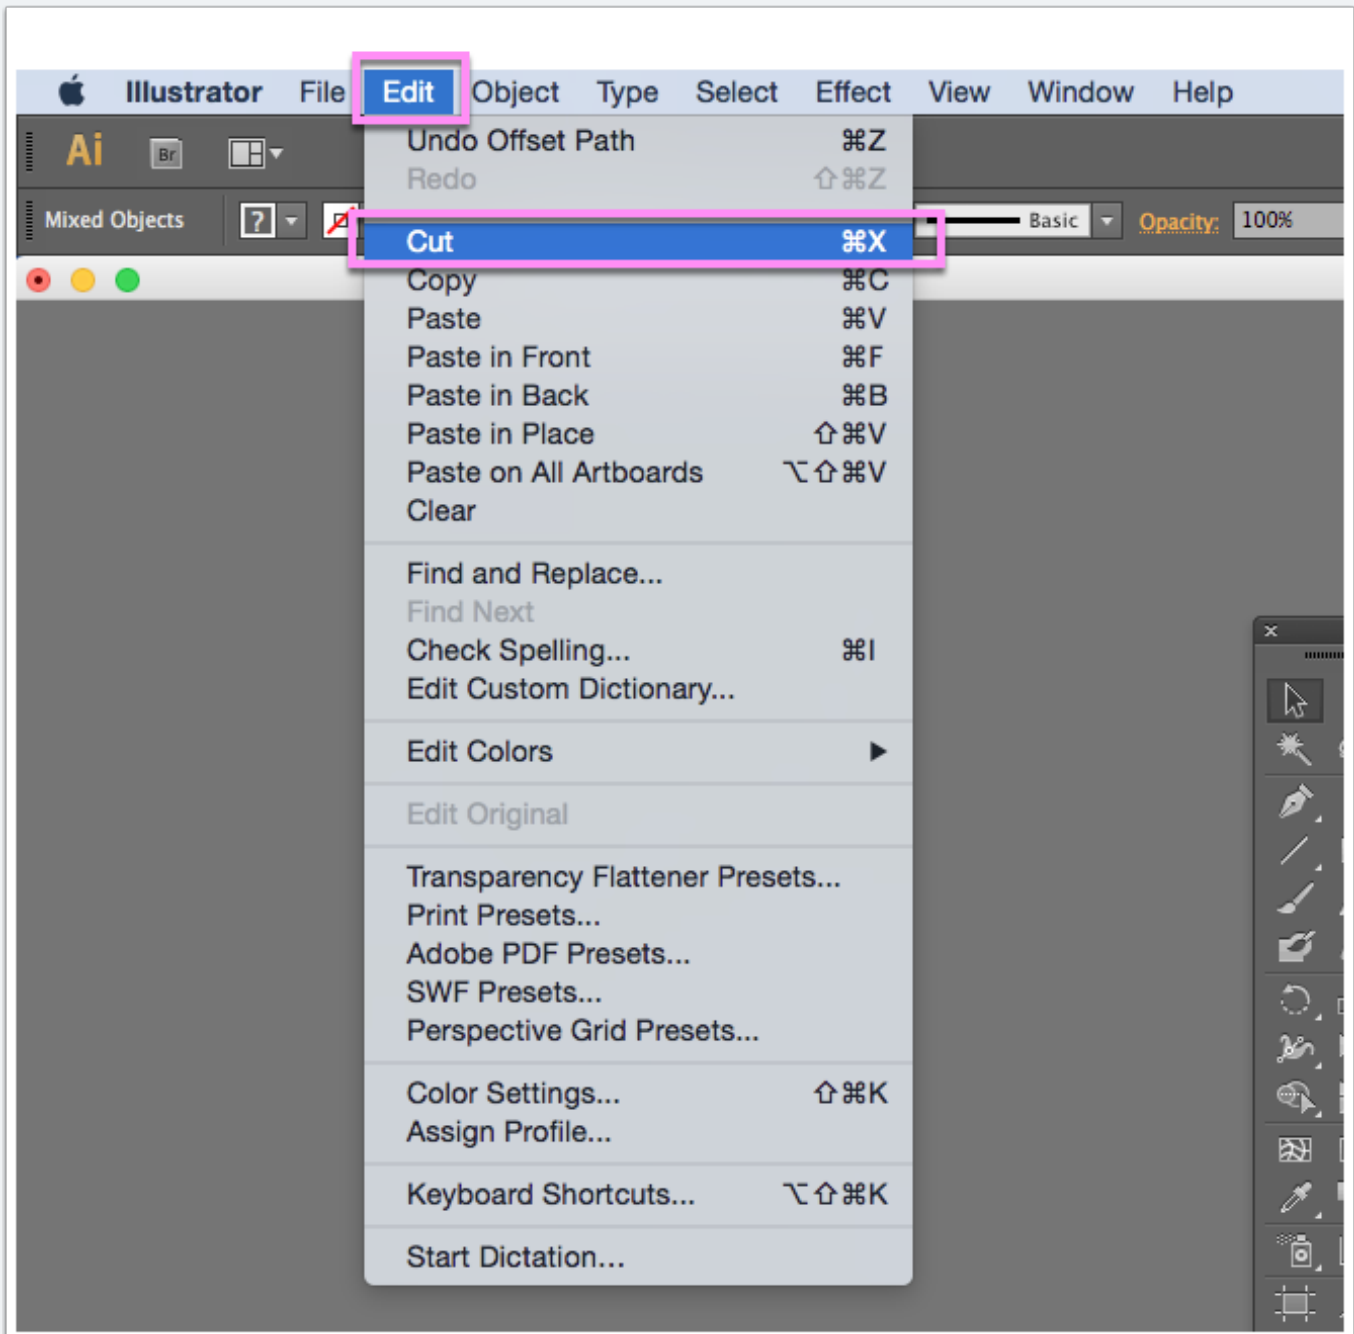 Illustrator File Edit Object Type Select Effect View Window Help
Ai Br
Undo Offset Path ⌘Z
Redo ⇧⌘Z
Mixed Objects ? Basic Opacity: 100%
Cut ⌘X
Copy ⌘C
Paste ⌘V
Paste in Front ⌘F
Paste in Back ⌘B
Paste in Place ⇧⌘V
Paste on All Artboards ⌥⇧⌘V
Clear
Find and Replace...
Find Next
Check Spelling... ⌘I
Edit Custom Dictionary...
Edit Colors ▶
Edit Original
Transparency Flattener Presets...
Print Presets...
Adobe PDF Presets...
SWF Presets...
Perspective Grid Presets...
Color Settings... ⇧⌘K
Assign Profile...
Keyboard Shortcuts... ⌥⇧⌘K
Start Dictation...